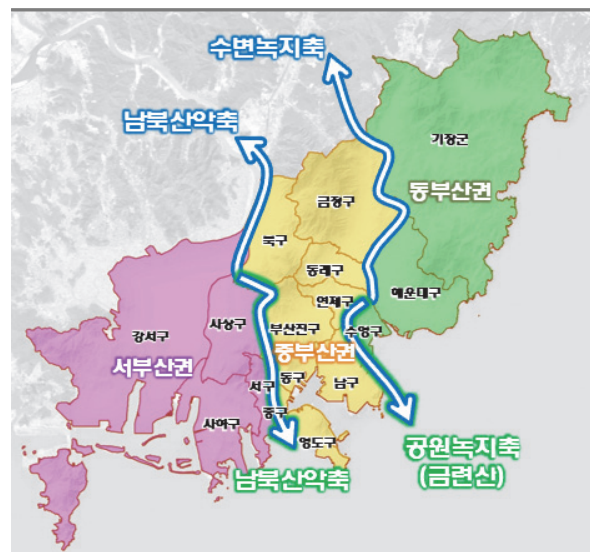 수변녹지축
남북산악축
기장군
동부산권
금정구
북구
동래구
해운대구
연제구
사상구
부산진구
수영구
강서구
중부산권
서부산권
동구
남구
서구
중구
사하구
영도구
남북산악축
공원녹지축
(금련산)